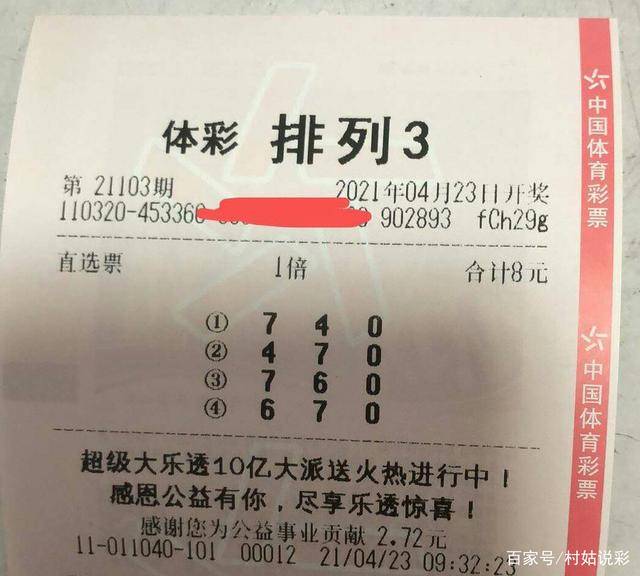 体彩 排列3
第 21103期 2021年04月23日开奖
110320-453360 902893 fCh29g
直选票 1倍 合计8元
① 7 4 0
② 4 7 0
③ 7 6 0
④ 6 7 0
超级大乐透10亿大派送火热进行中！
感恩公益有你，尽享乐透惊喜！
感谢您为公益事业贡献 2.72元
11-011040-101 00012 21/04/23 09:32:23
中国体育彩票
中国体育彩票
百家号/村姑说彩